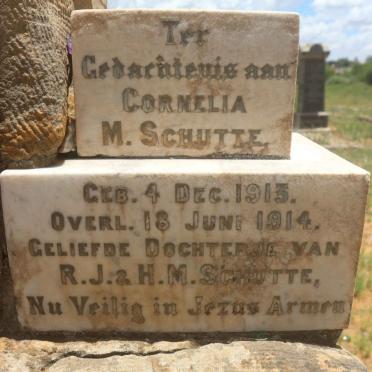 Ter
Gedachtenis aan
CORNELIA
M. SCHUTTE,
GEB. 4 DEC. 1913.
OVERL. 18 JUNI 1914.
GELIEFDE DOCHTERJE VAN
R.J. & H.M. SCHUTTE,
Nu Veilig in Jezus Armen